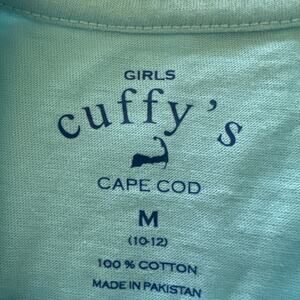 GIRLS
cuffy's
CAPE COD
M
(10-12)
100 % COTTON
MADE IN PAKISTAN